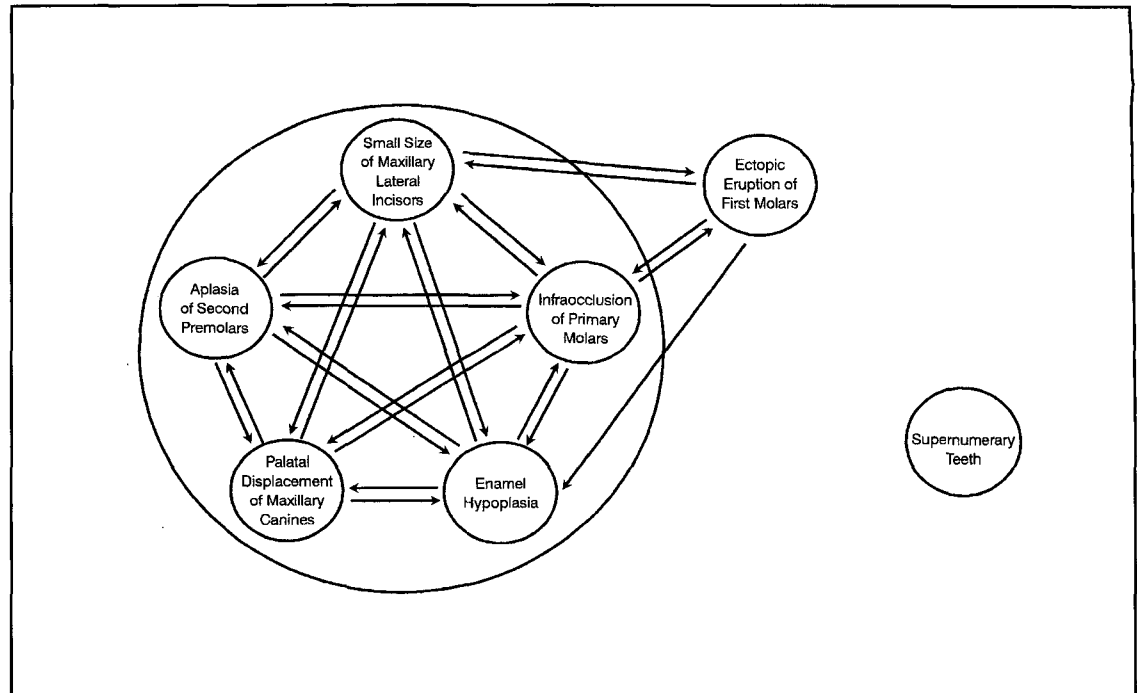 Small Size
of Maxillary
Lateral
Incisors
Ectopic
Eruption of
First Molars
Aplasia
of Second
Premolars
Infraocclusion
of Primary
Molars
Supernumerary
Teeth
Palatal
Displacement
of Maxillary
Canines
Enamel
Hypoplasia